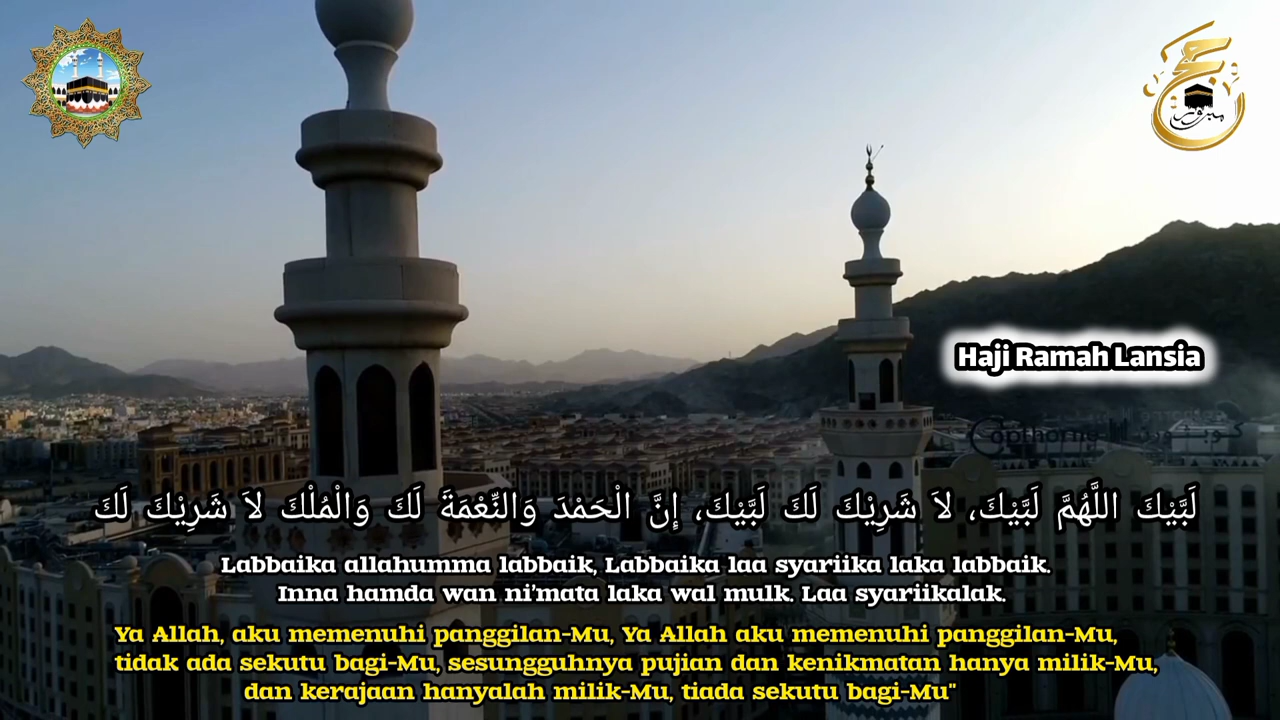 حج
مبرور
Haji Ramah Lansia
Copthorne
لَبَّيْكَ اللَّهُمَّ لَبَّيْكَ، لاَ شَرِيْكَ لَكَ لَبَّيْكَ، إِنَّ الْحَمْدَ وَالنِّعْمَةَ لَكَ وَالْمُلْكَ لاَ شَرِيْكَ لَكَ
Labbaika allahumma labbaik, Labbaika laa syariika laka labbaik.
Inna hamda wan ni'mata laka wal mulk. Laa syariikalak.
Ya Allah, aku memenuhi panggilan-Mu, Ya Allah aku memenuhi panggilan-Mu,
tidak ada sekutu bagi-Mu, sesungguhnya pujian dan kenikmatan hanya milik-Mu,
dan kerajaan hanyalah milik-Mu, tiada sekutu bagi-Mu"